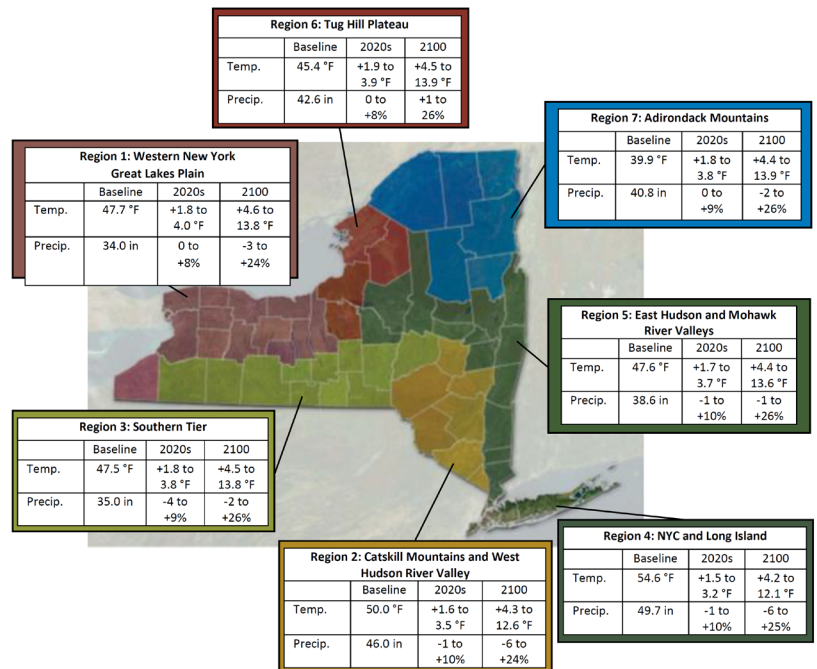 Region 6: Tug Hill Plateau
Baseline 2020s 2100
Temp. 45.4 °F +1.9 to +4.5 to
3.9 °F 13.9 °F
Precip. 42.6 in 0 to +1 to
+8% 26%
Region 7: Adirondack Mountains
Baseline 2020s 2100
Temp. 39.9 °F +1.8 to +4.4 to
3.8 °F 13.9 °F
Precip. 40.8 in 0 to -2 to
+9% +26%
Region 1: Western New York
Great Lakes Plain
Baseline 2020s 2100
Temp. 47.7 °F +1.8 to +4.6 to
4.0 °F 13.8 °F
Precip. 34.0 in 0 to -3 to
+8% +24%
Region 5: East Hudson and Mohawk
River Valleys
Baseline 2020s 2100
Temp. 47.6 °F +1.7 to +4.4 to
3.7 °F 13.6 °F
Precip. 38.6 in -1 to -1 to
+10% +26%
Region 3: Southern Tier
Baseline 2020s 2100
Temp. 47.5 °F +1.8 to +4.5 to
3.8 °F 13.8 °F
Precip. 35.0 in -4 to -2 to
+9% +26%
Region 4: NYC and Long Island
Baseline 2020s 2100
Temp. 54.6 °F +1.5 to +4.2 to
3.2 °F 12.1 °F
Precip. 49.7 in -1 to -6 to
+10% +25%
Region 2: Catskill Mountains and West
Hudson River Valley
Baseline 2020s 2100
Temp. 50.0 °F +1.6 to +4.3 to
3.5 °F 12.6 °F
Precip. 46.0 in -1 to -6 to
+10% +24%